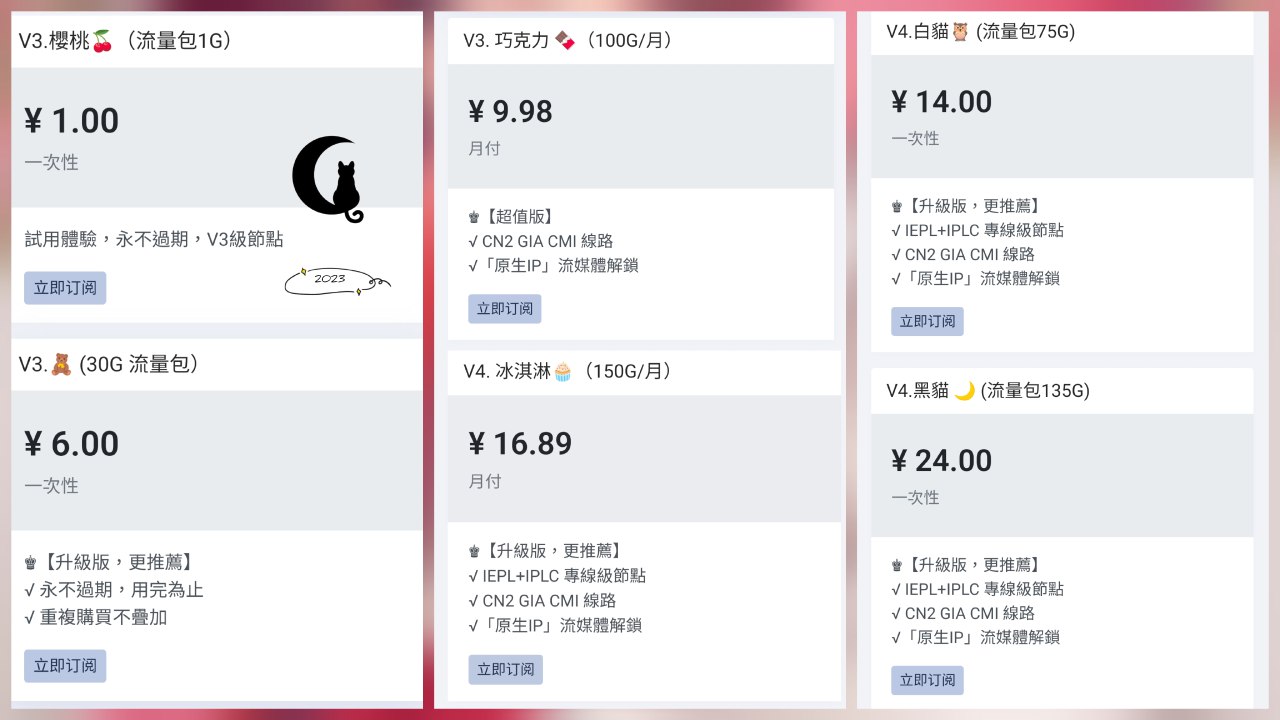 V3.櫻桃🍒（流量包1G）
¥ 1.00
一次性
試用體驗，永不過期，V3級節點
立即订阅
2023
V3.🧸 (30G 流量包）
¥ 6.00
一次性
♚【升級版，更推薦】
√ 永不過期，用完為止
√ 重複購買不疊加
立即订阅
V3. 巧克力 🍫（100G/月）
¥ 9.98
月付
♚【超值版】
√ CN2 GIA CMI 線路
√「原生IP」流媒體解鎖
立即订阅
V4. 冰淇淋🧁（150G/月）
¥ 16.89
月付
♚【升級版，更推薦】
√ IEPL+IPLC 專線級節點
√ CN2 GIA CMI 線路
√「原生IP」流媒體解鎖
立即订阅
V4.白貓🦉 (流量包75G)
¥ 14.00
一次性
♚【升級版，更推薦】
√ IEPL+IPLC 專線級節點
√ CN2 GIA CMI 線路
√「原生IP」流媒體解鎖
立即订阅
V4.黑貓 🌙 (流量包135G)
¥ 24.00
一次性
♚【升級版，更推薦】
√ IEPL+IPLC 專線級節點
√ CN2 GIA CMI 線路
√「原生IP」流媒體解鎖
立即订阅